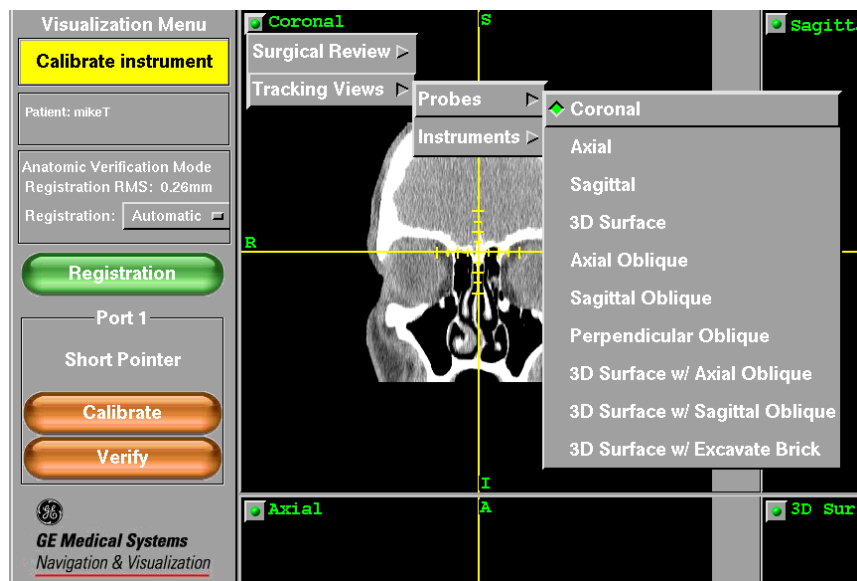 Visualization Menu
Calibrate instrument
Patient: mikeT
Anatomic Verification Mode
Registration RMS: 0.26mm
Registration: Automatic
Registration
Port 1
Short Pointer
Calibrate
Verify
GE
GE Medical Systems
Navigation & Visualization
Coronal
S
Surgical Review
Tracking Views
Probes
Instruments
Coronal
Axial
Sagittal
3D Surface
Axial Oblique
Sagittal Oblique
Perpendicular Oblique
3D Surface w/ Axial Oblique
3D Surface w/ Sagittal Oblique
3D Surface w/ Excavate Brick
R
I
Sagitt
Axial
A
3D Sur